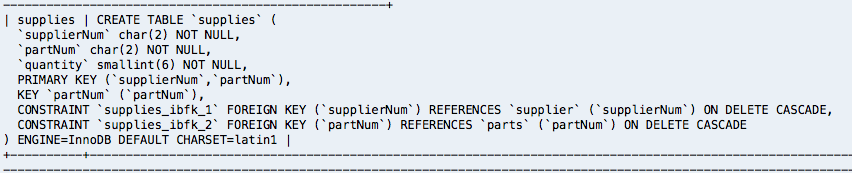 | supplies | CREATE TABLE `supplies` (
`supplierNum` char(2) NOT NULL,
`partNum` char(2) NOT NULL,
`quantity` smallint(6) NOT NULL,
PRIMARY KEY (`supplierNum`,`partNum`),
KEY `partNum` (`partNum`),
CONSTRAINT `supplies_ibfk_1` FOREIGN KEY (`supplierNum`) REFERENCES `supplier` (`supplierNum`) ON DELETE CASCADE,
CONSTRAINT `supplies_ibfk_2` FOREIGN KEY (`partNum`) REFERENCES `parts` (`partNum`) ON DELETE CASCADE
) ENGINE=InnoDB DEFAULT CHARSET=latin1 |